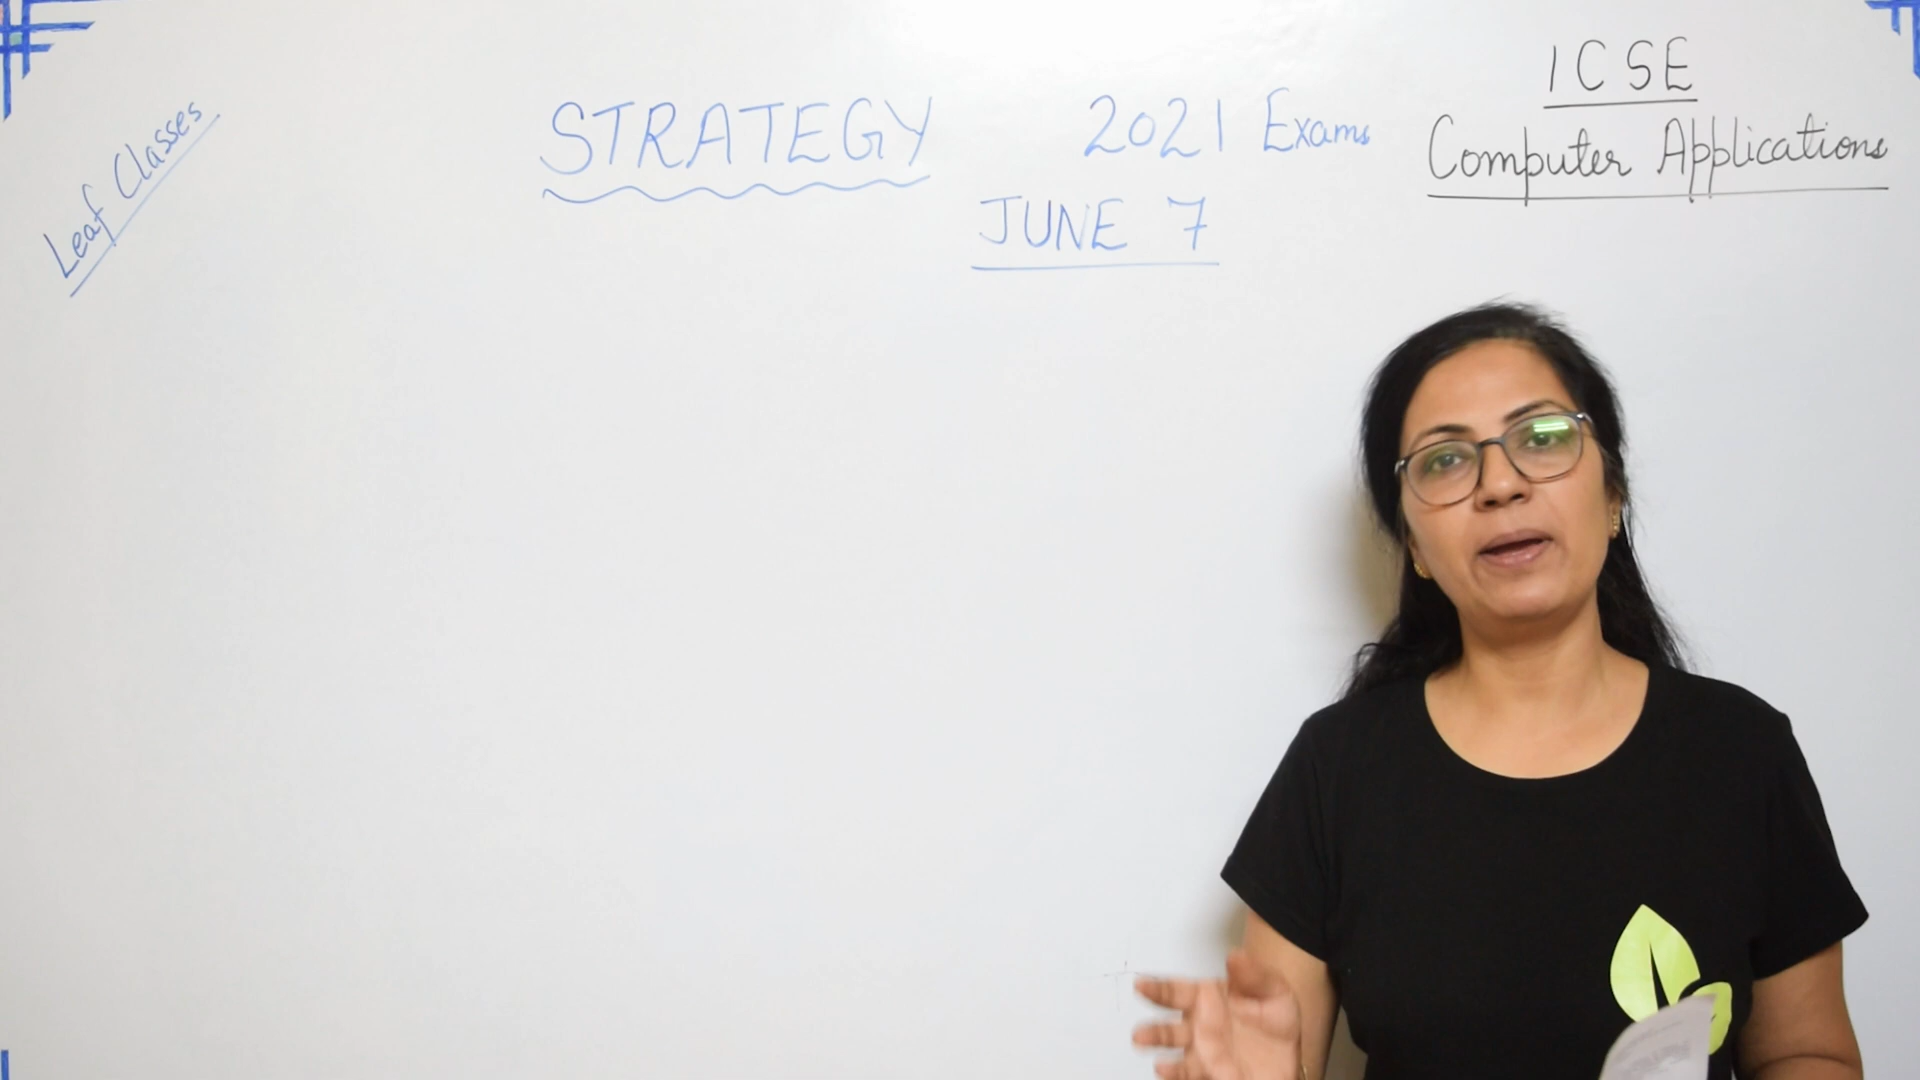 Leaf Classes
STRATEGY
2021 Exams
JUNE 7
ICSE
Computer Applications